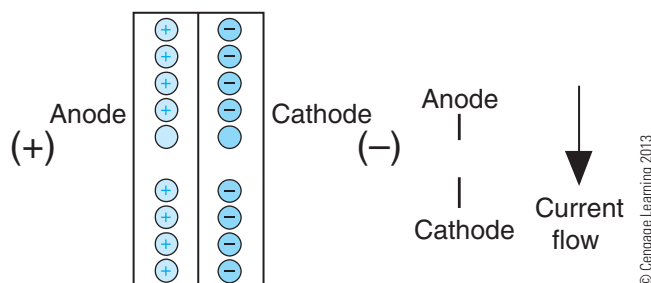 Anode
(+)
Cathode
(−)
Anode
Cathode
Current
flow
© Cengage Learning 2013